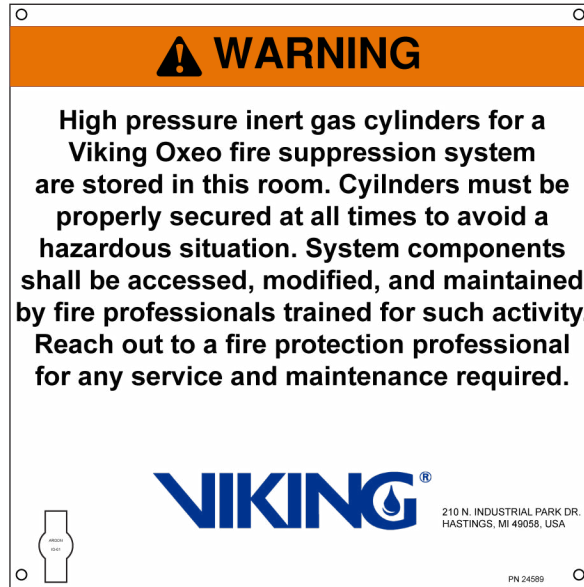 WARNING
High pressure inert gas cylinders for a
Viking Oxeo fire suppression system
are stored in this room. Cyilnders must be
properly secured at all times to avoid a
hazardous situation. System components
shall be accessed, modified, and maintained
by fire professionals trained for such activity.
Reach out to a fire protection professional
for any service and maintenance required.
VIKING®
210 N. INDUSTRIAL PARK DR.
HASTINGS, MI 49058, USA
ARGON
PN 24589